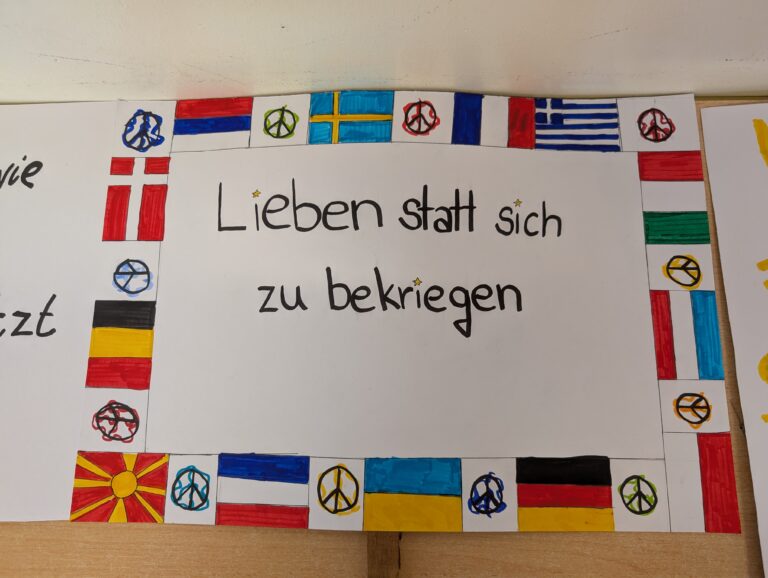 Lieben statt sich
zu bekriegen